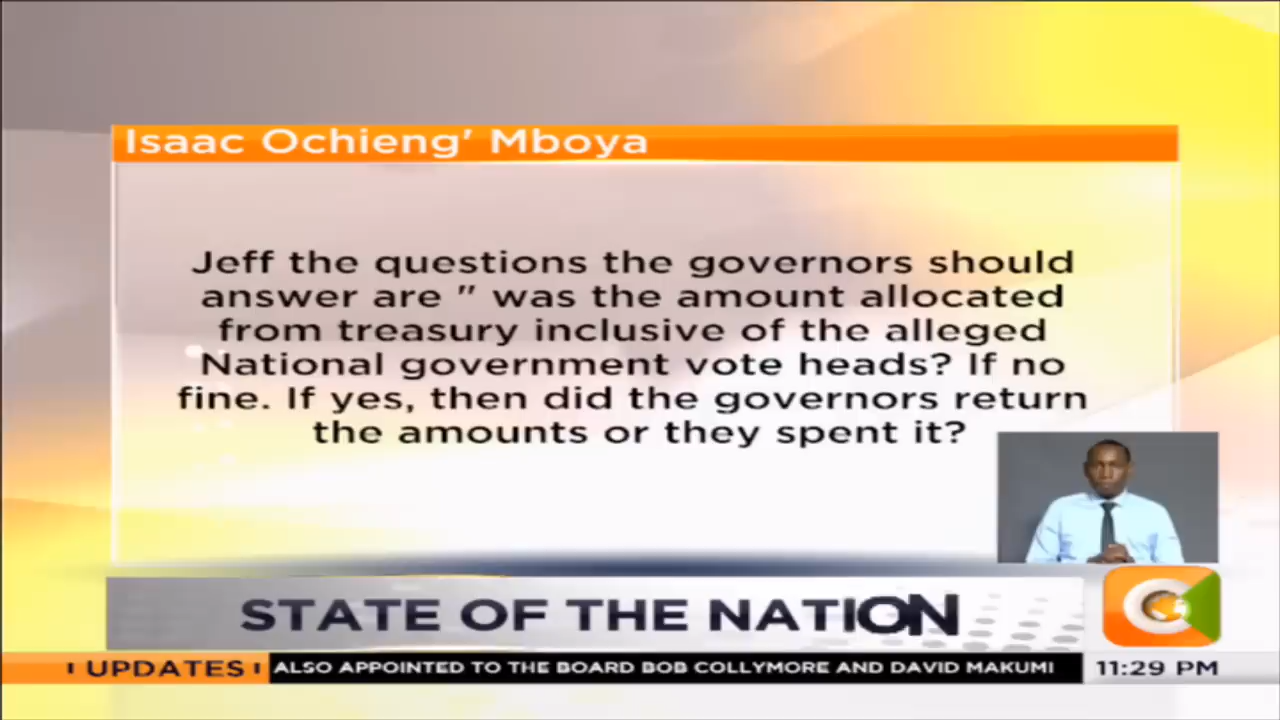 Isaac Ochieng' Mboya
Jeff the questions the governors should
answer are " was the amount allocated
from treasury inclusive of the alleged
National government vote heads? If no
fine. If yes, then did the governors return
the amounts or they spent it?
STATE OF THE NATION
UPDATES
ALSO APPOINTED TO THE BOARD BOB COLLYMORE AND DAVID MAKUMI
11:29 PM